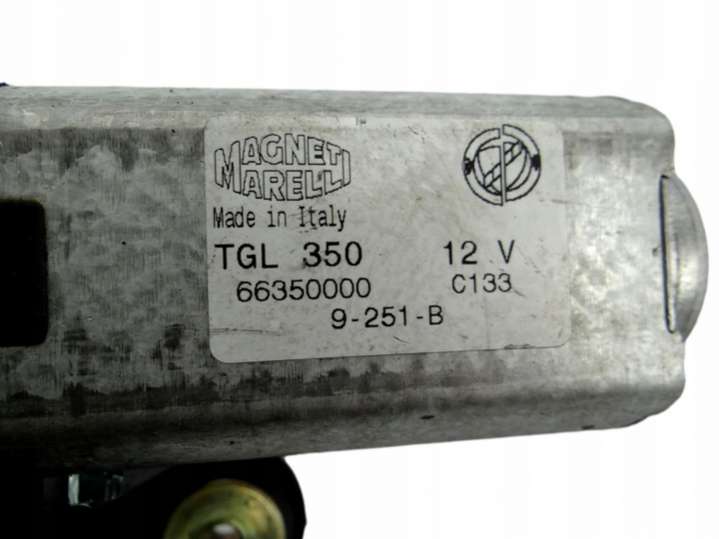 MAGNETI
MARELLI
Made in Italy
TGL 350 12 V
66350000 C133
9-251-B